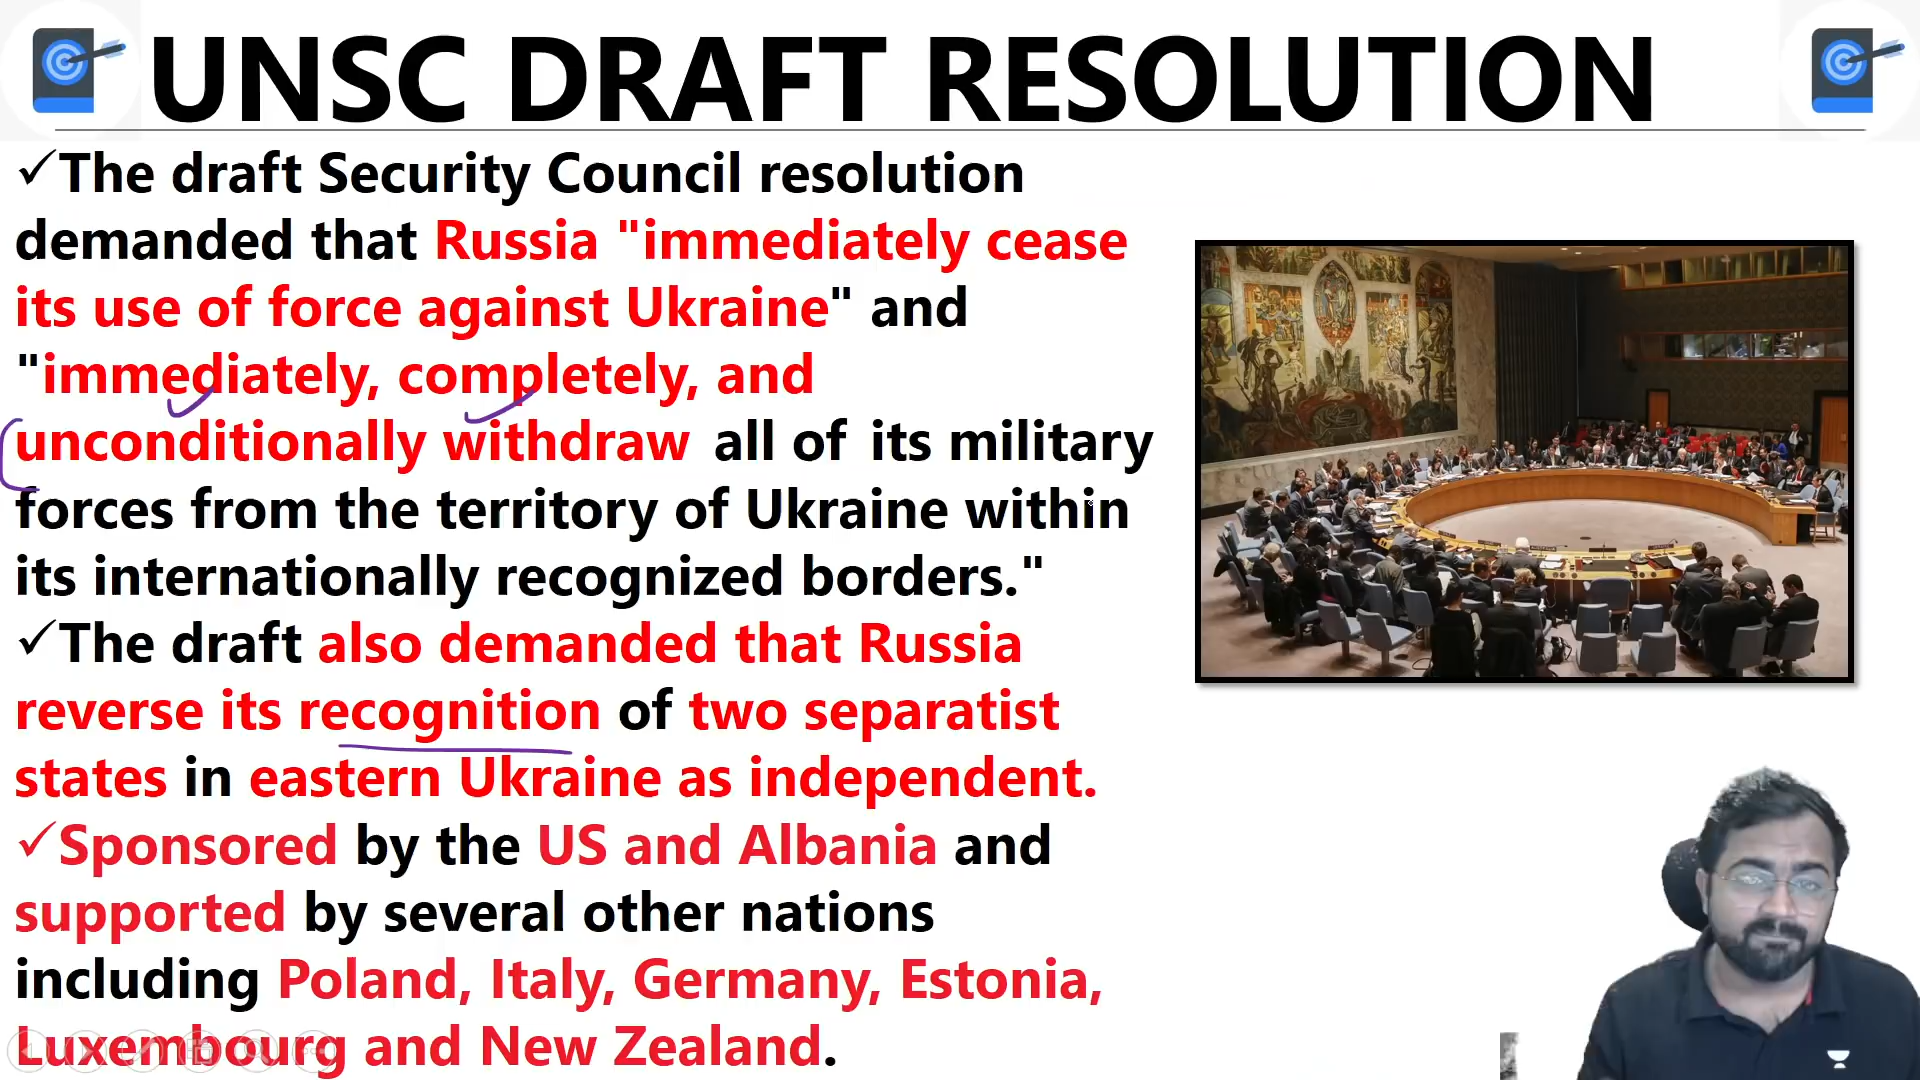 UNSC DRAFT RESOLUTION
✓The draft Security Council resolution
demanded that Russia "immediately cease
its use of force against Ukraine" and
"immediately, completely, and
unconditionally withdraw all of its military
forces from the territory of Ukraine within
its internationally recognized borders."
✓The draft also demanded that Russia
reverse its recognition of two separatist
states in eastern Ukraine as independent.
✓Sponsored by the US and Albania and
supported by several other nations
including Poland, Italy, Germany, Estonia,
Luxembourg and New Zealand.